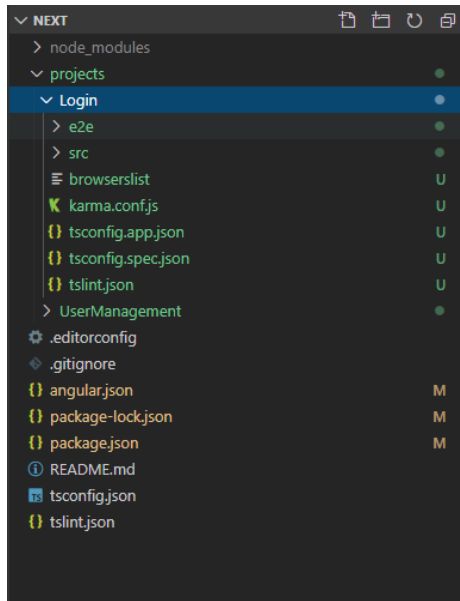 NEXT
node_modules
projects
Login
e2e
src
browserslist
U
karma.conf.js
U
tsconfig.app.json
U
tsconfig.spec.json
U
tslint.json
U
UserManagement
.editorconfig
.gitignore
angular.json
M
package-lock.json
M
package.json
M
README.md
tsconfig.json
tslint.json